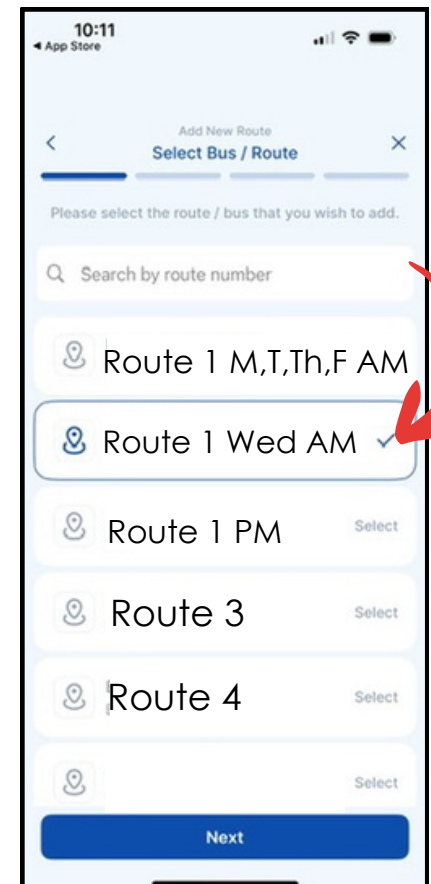 10:11
◀ App Store
Add New Route
Select Bus / Route
Please select the route / bus that you wish to add.
Search by route number
Route 1 M,T,Th,F AM
Route 1 Wed AM
Route 1 PM Select
Route 3 Select
Route 4 Select
Select
Next